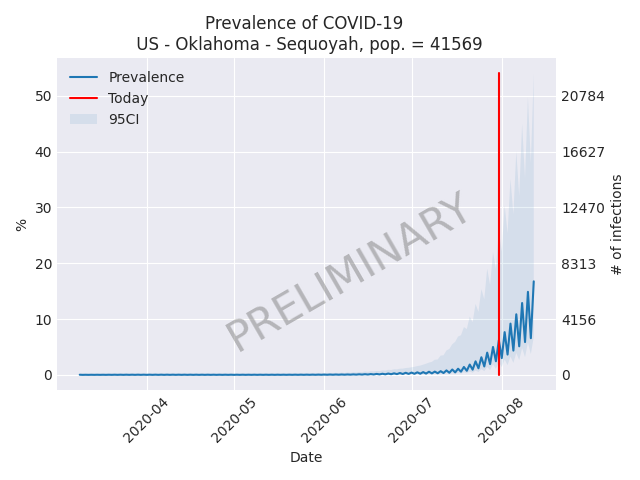 Prevalence of COVID-19
US - Oklahoma - Sequoyah, pop. = 41569
Prevalence
Today
95CI
50
40
30
20
10
0
%
20784
16627
12470
8313
4156
0
# of infections
PRELIMINARY
2020-04
2020-05
2020-06
2020-07
2020-08
Date